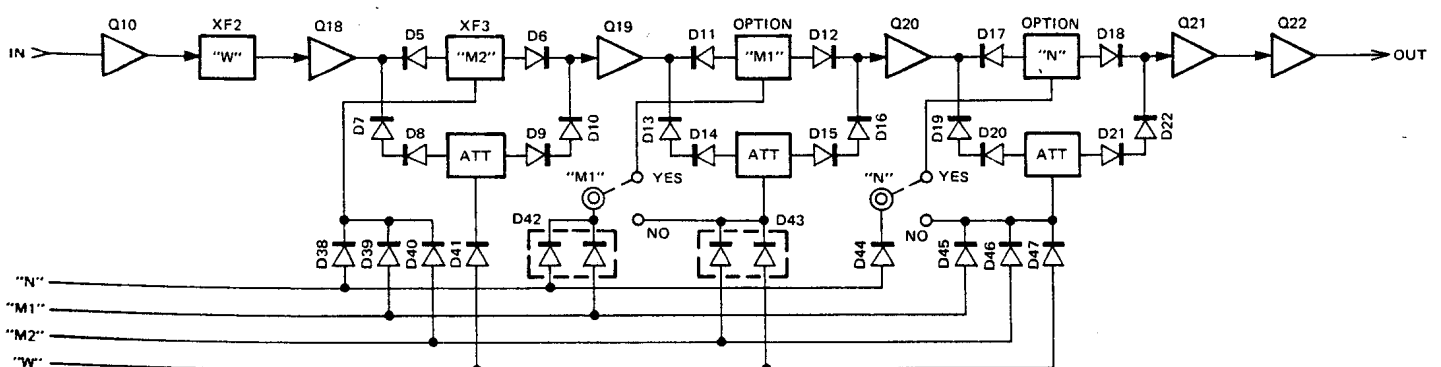 Q10 XF2 Q18 XF3 Q19 OPTION Q20 OPTION Q21 Q22
IN "W" D5 "M2" D6 D11 "M1" D12 D17 "N" D18 OUT
D7 D8 ATT D9 D10 D13 D14 ATT D15 D16 D19 D20 ATT D21 D22
"M1" YES "N" YES
D42 NO D43 NO
D38 D39 D40 D41 D44 D45 D46 D47
"N"
"M1"
"M2"
"W"